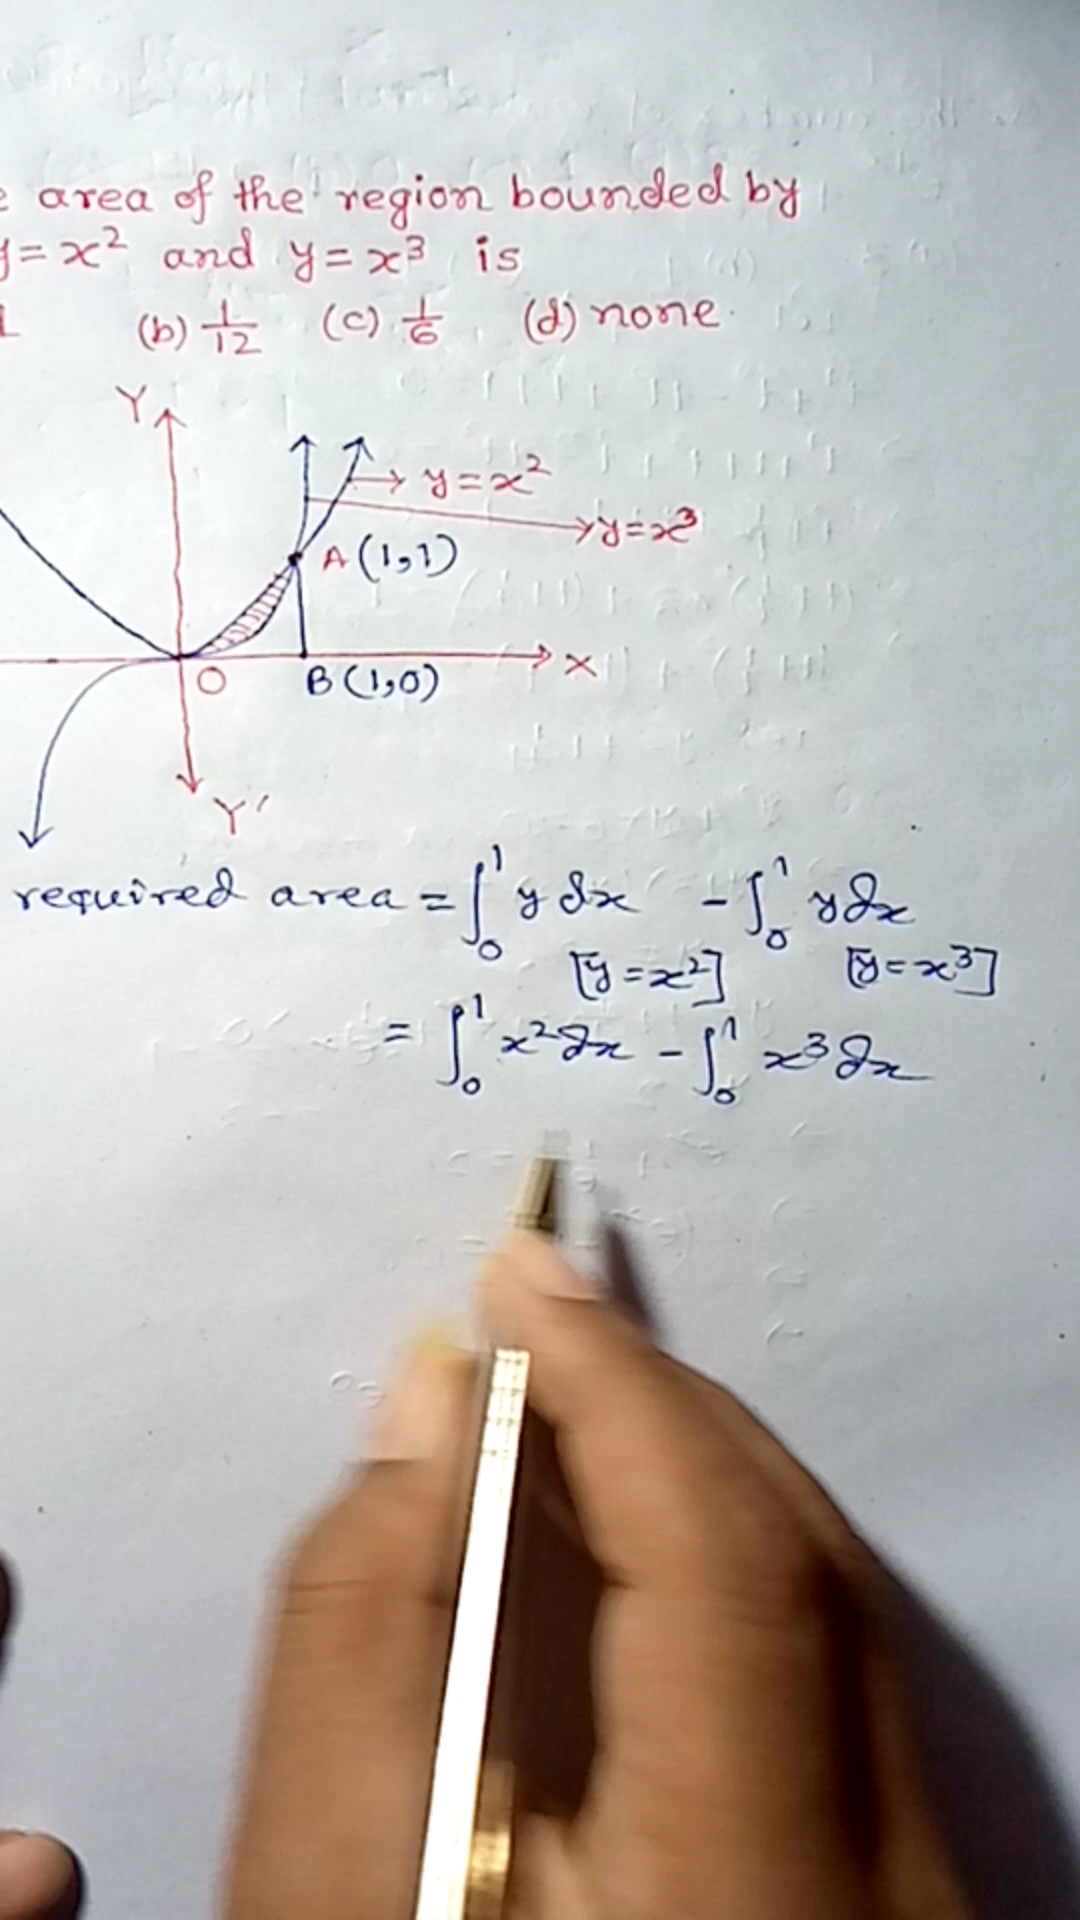 area of the region bounded by
y=x² and y=x³ is
(b) 1/12 (c) 1/6 (d) none
Y
y=x²
y=x³
A(1,1)
X
O B(1,0)
Y'
required area = ∫₀¹ y dx - ∫₀¹ y dx
[y=x²] [y=x³]
= ∫₀¹ x² dx - ∫₀¹ x³ dx